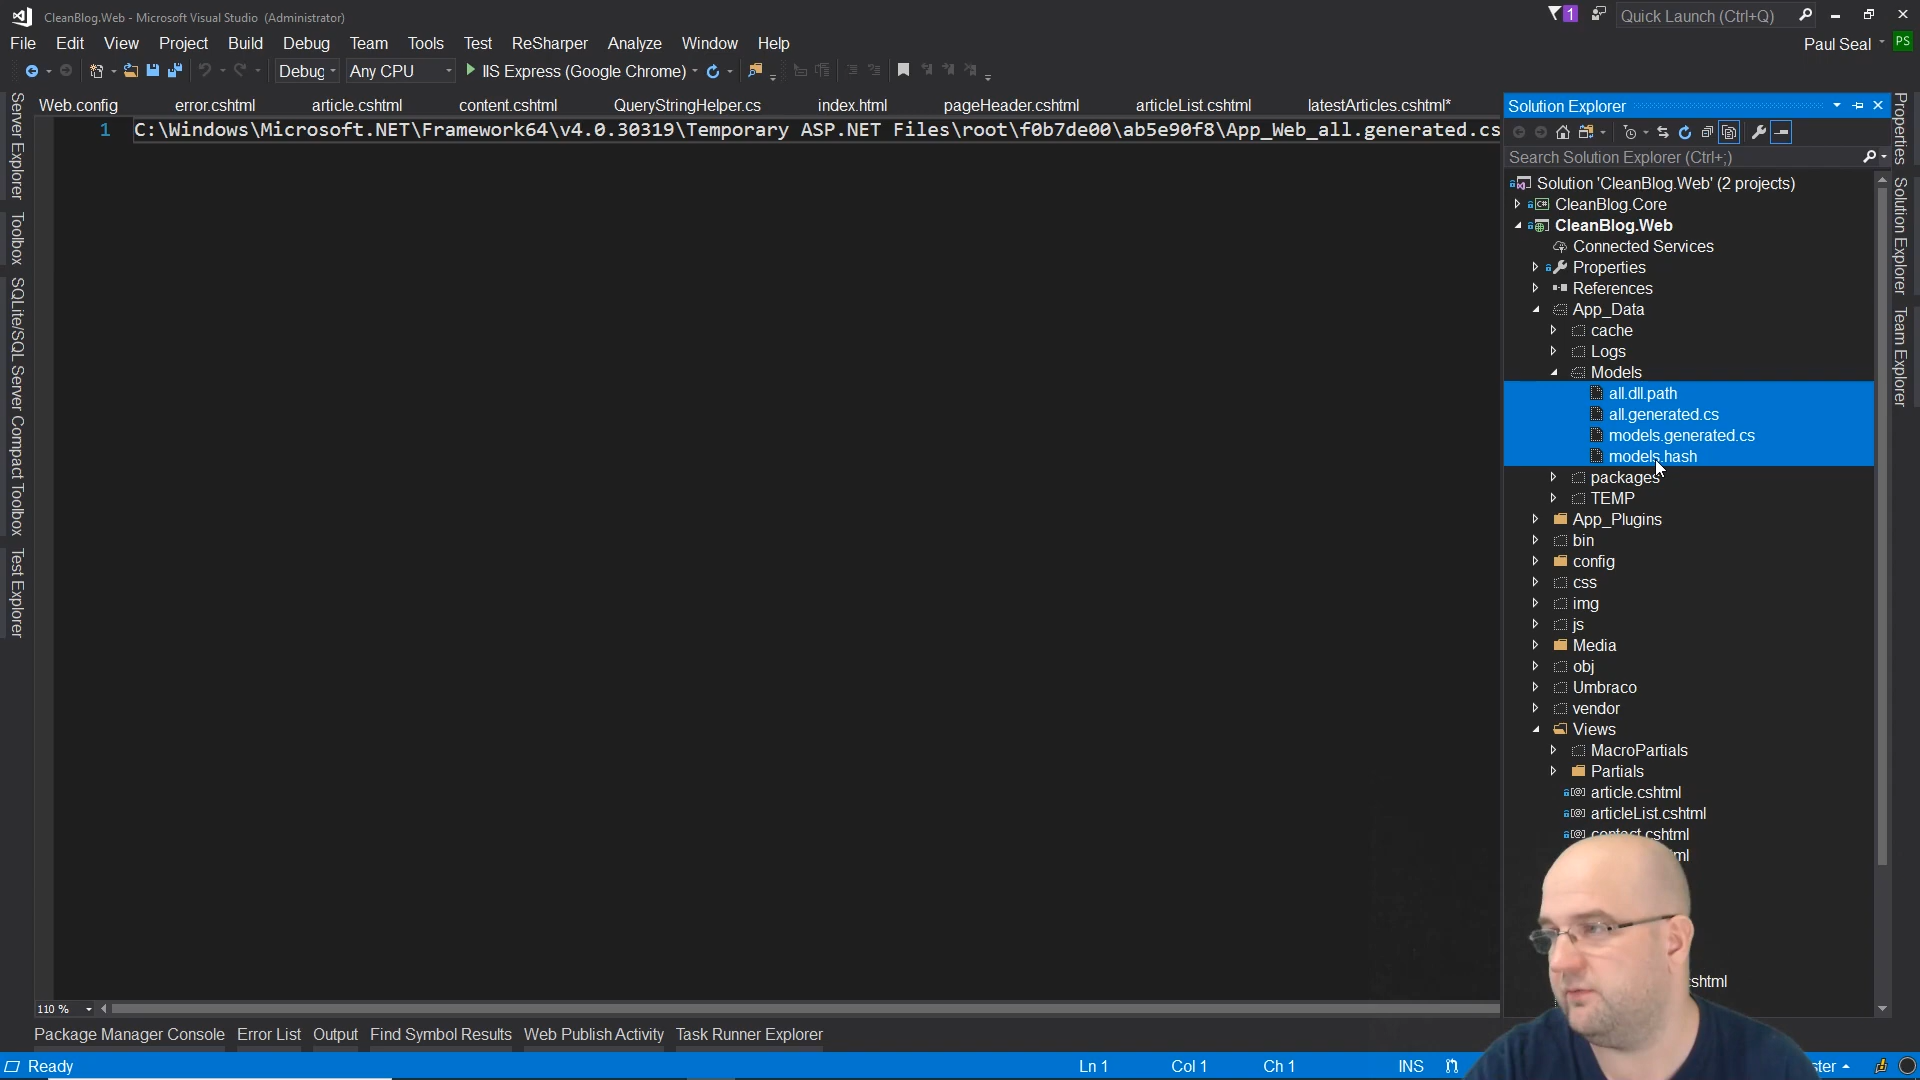 CleanBlog.Web - Microsoft Visual Studio (Administrator)
1
Quick Launch (Ctrl+Q)
File Edit View Project Build Debug Team Tools Test ReSharper Analyze Window Help
Paul Seal
PS
Debug
Any CPU
IIS Express (Google Chrome)
Server Explorer
Toolbox
SQLite/SQL Server Compact Toolbox
Test Explorer
Web.config error.cshtml article.cshtml content.cshtml QueryStringHelper.cs index.html pageHeader.cshtml articleList.cshtml latestArticles.cshtml*
1 C:\Windows\Microsoft.NET\Framework64\v4.0.30319\Temporary ASP.NET Files\root\f0b7de00\ab5e90f8\App_Web_all.generated.cs
Solution Explorer
Search Solution Explorer (Ctrl+;)
Solution 'CleanBlog.Web' (2 projects)
CleanBlog.Core
CleanBlog.Web
Connected Services
Properties
References
App_Data
cache
Logs
Models
all.dll.path
all.generated.cs
models.generated.cs
models.hash
packages
TEMP
App_Plugins
bin
config
css
img
js
Media
obj
Umbraco
vendor
Views
MacroPartials
Partials
article.cshtml
articleList.cshtml
contact.cshtml
Properties
Solution Explorer
Team Explorer
110 %
Package Manager Console Error List Output Find Symbol Results Web Publish Activity Task Runner Explorer
Ready
Ln 1
Col 1
Ch 1
INS